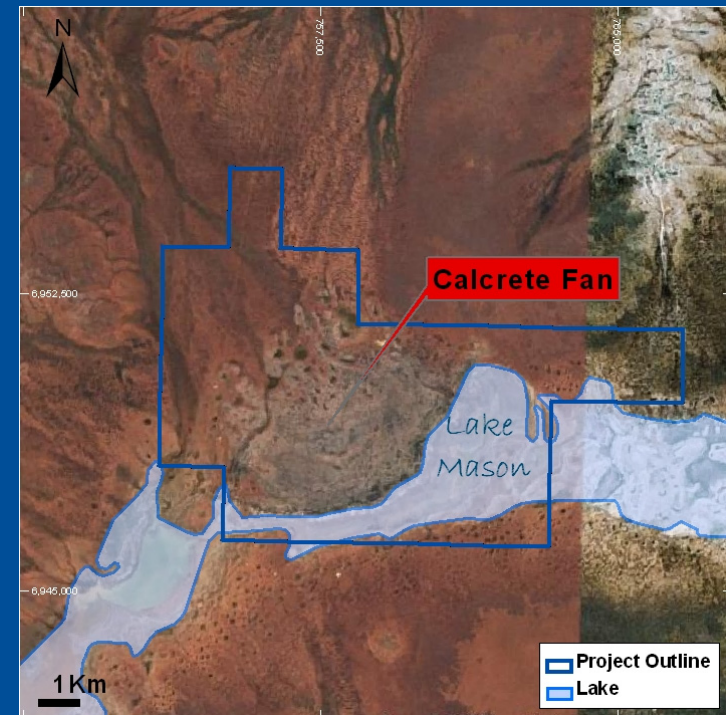 N
757,500
765,000
6,952,500
Calcrete Fan
Lake
Mason
6,945,000
1 Km
Project Outline
Lake